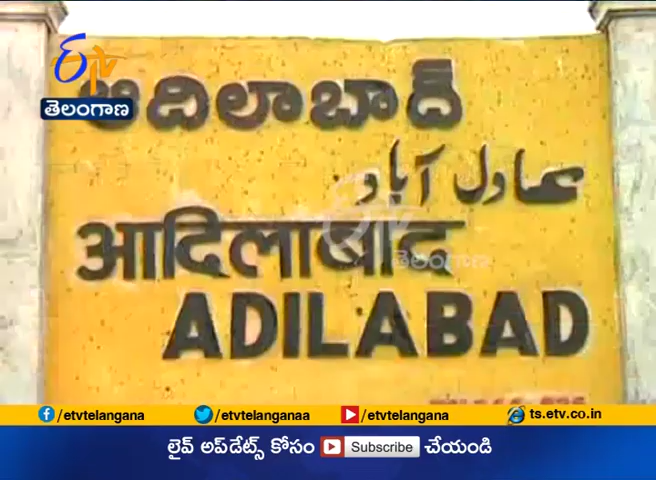 ETV
తెలంగాణ
ఆదిలాబాద్
عادل آباد
आदिलाबाद
ADILABAD
/etvtelangana /etvtelanganaa /etvtelangana ts.etv.co.in
లైవ్ అప్‌డేట్స్ కోసం Subscribe చేయండి